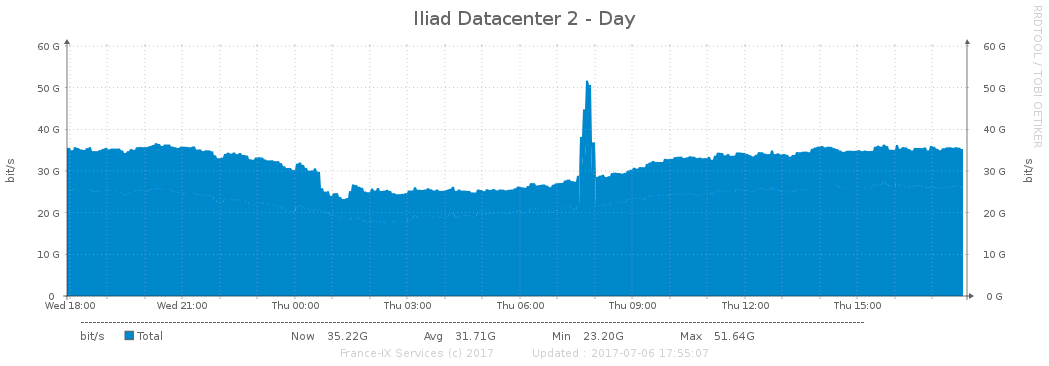 Iliad Datacenter 2 - Day
RRDTOOL / TOBI OETIKER
bit/s
60 G
50 G
40 G
30 G
20 G
10 G
0
60 G
50 G
40 G
30 G
20 G
10 G
0 G
bit/s
Wed 18:00 Wed 21:00 Thu 00:00 Thu 03:00 Thu 06:00 Thu 09:00 Thu 12:00 Thu 15:00
bit/s Total Now 35.22G Avg 31.71G Min 23.20G Max 51.64G
France-IX Services (c) 2017 Updated : 2017-07-06 17:55:07